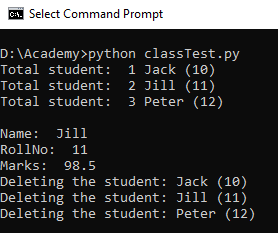 Select Command Prompt
D:\Academy>python classTest.py
Total student:  1 Jack (10)
Total student:  2 Jill (11)
Total student:  3 Peter (12)
Name:  Jill
RollNo:  11
Marks:  98.5
Deleting the student: Jack (10)
Deleting the student: Jill (11)
Deleting the student: Peter (12)